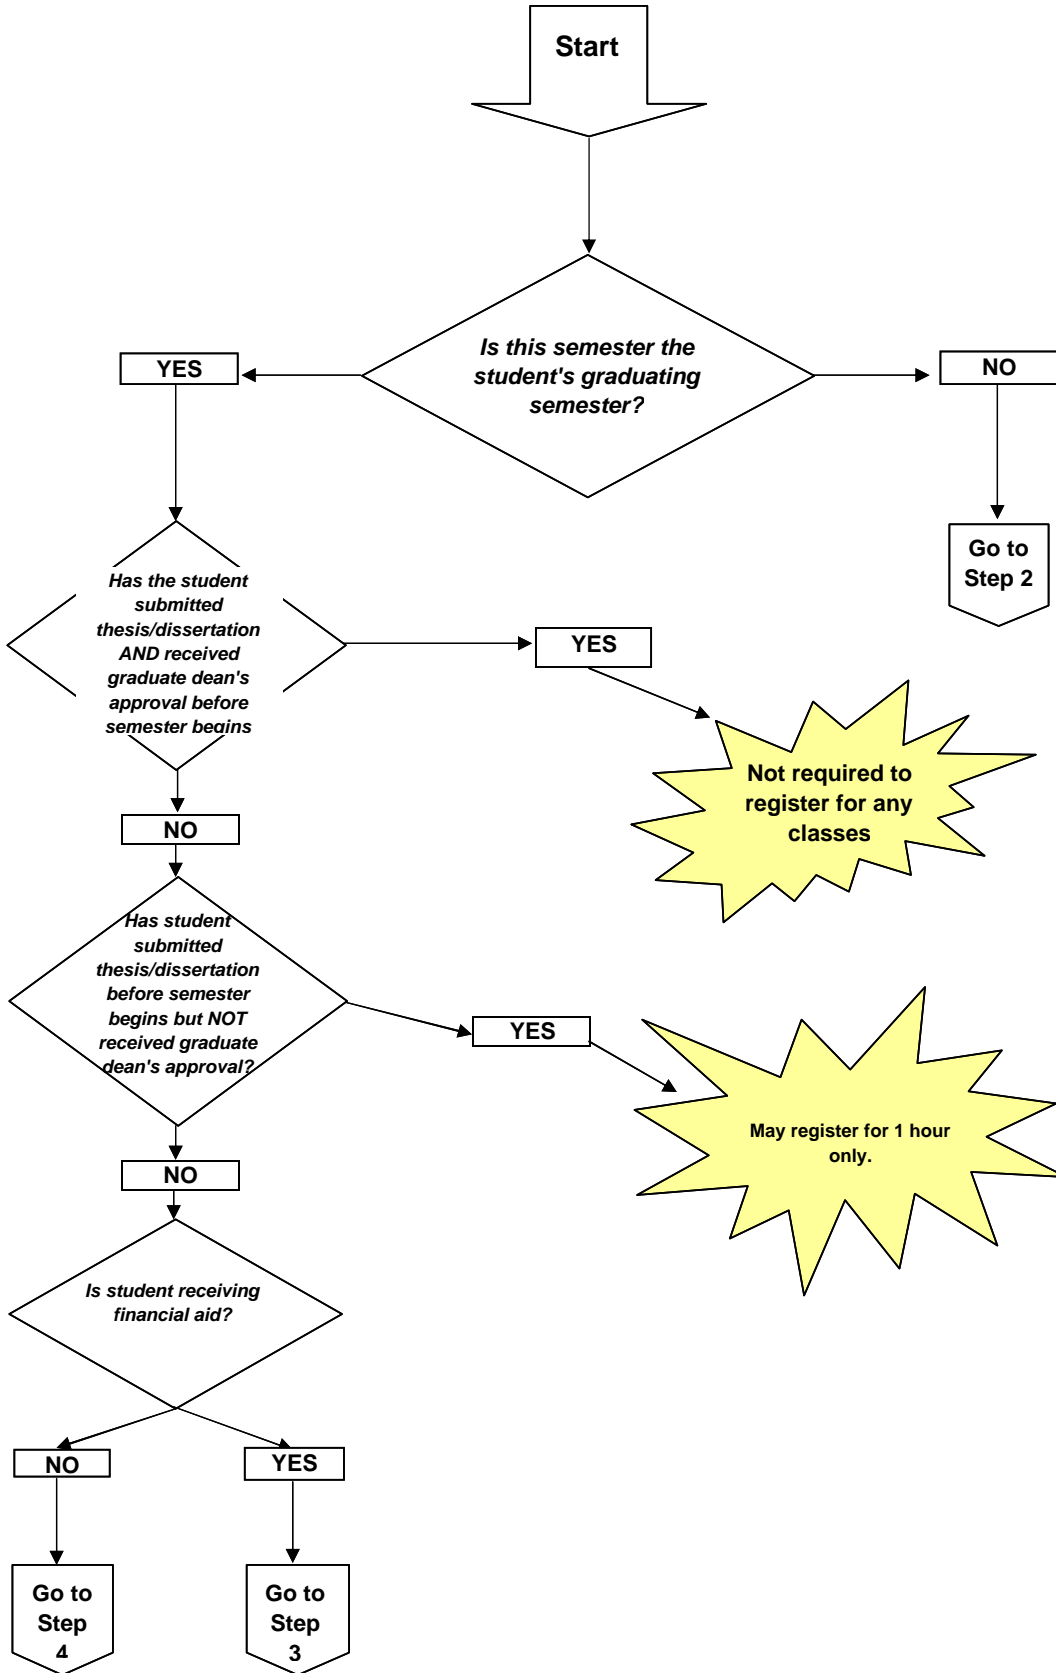 Start
Is this semester the
student's graduating
semester?
YES
NO
Go to
Step 2
Has the student
submitted
thesis/dissertation
AND received
graduate dean's
approval before
semester begins
YES
Not required to
register for any
classes
NO
Has student
submitted
thesis/dissertation
before semester
begins but NOT
received graduate
dean's approval?
YES
May register for 1 hour
only.
NO
Is student receiving
financial aid?
NO
YES
Go to
Step
4
Go to
Step
3